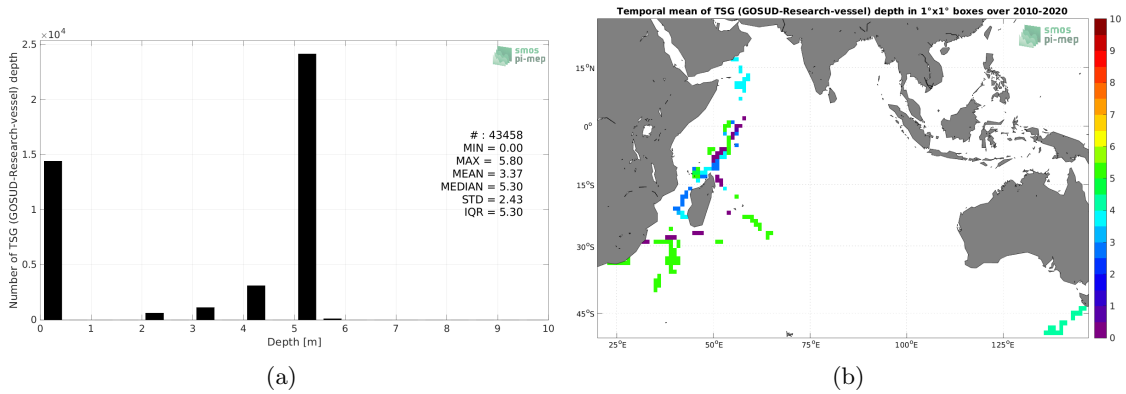 ×10⁴
2.5
2
1.5
1
0.5
0
0 1 2 3 4 5 6 7 8 9 10
Number of TSG (GOSUD-Research-vessel) depth
Depth [m]
smos
pi-mep
# : 43458
MIN = 0.00
MAX = 5.80
MEAN = 3.37
MEDIAN = 5.30
STD = 2.43
IQR = 5.30
(a)
Temporal mean of TSG (GOSUD-Research-vessel) depth in 1°x1° boxes over 2010-2020
smos
pi-mep
15°N
0°
15°S
30°S
45°S
25°E 50°E 75°E 100°E 125°E
10
9
8
7
6
5
4
3
2
1
0
(b)